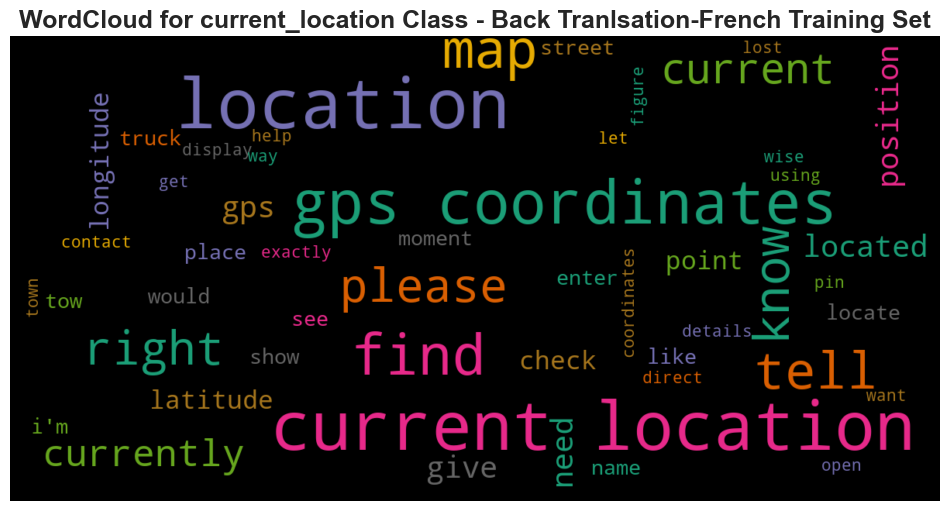 WordCloud for current_location Class - Back Tranlsation-French Training Set
map
street
lost
current
position
location
figure
longitude
truck
help
let
display
way
wise
using
get
gps coordinates
gps
know
contact
place
exactly
moment
located
point
coordinates
enter
pin
town
tow
would
please
see
locate
details
right
show
find
check
like
direct
tell
latitude
want
current location
i'm
currently
give
need
name
open